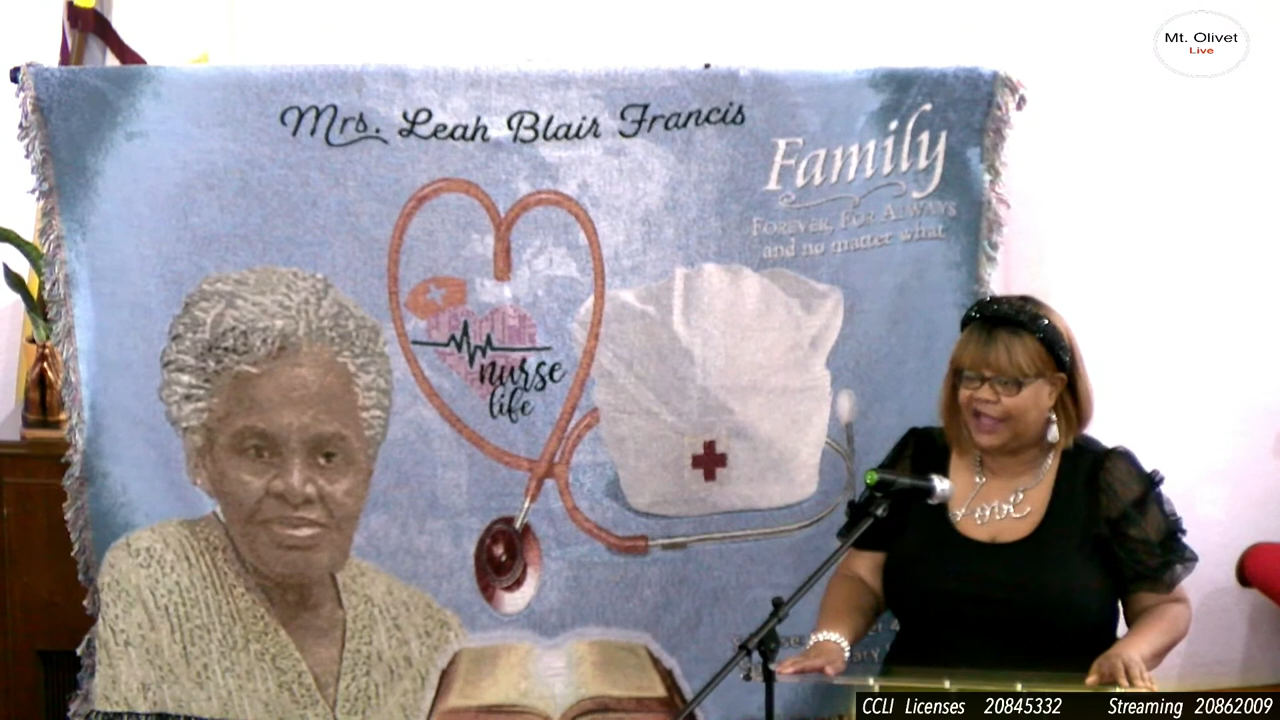 Mt. Olivet
Live
Mrs. Leah Blair Francis
Family
Forever, For Always
and no matter what
nurse
life
Love
CCLI Licenses 20845332 Streaming 20862009